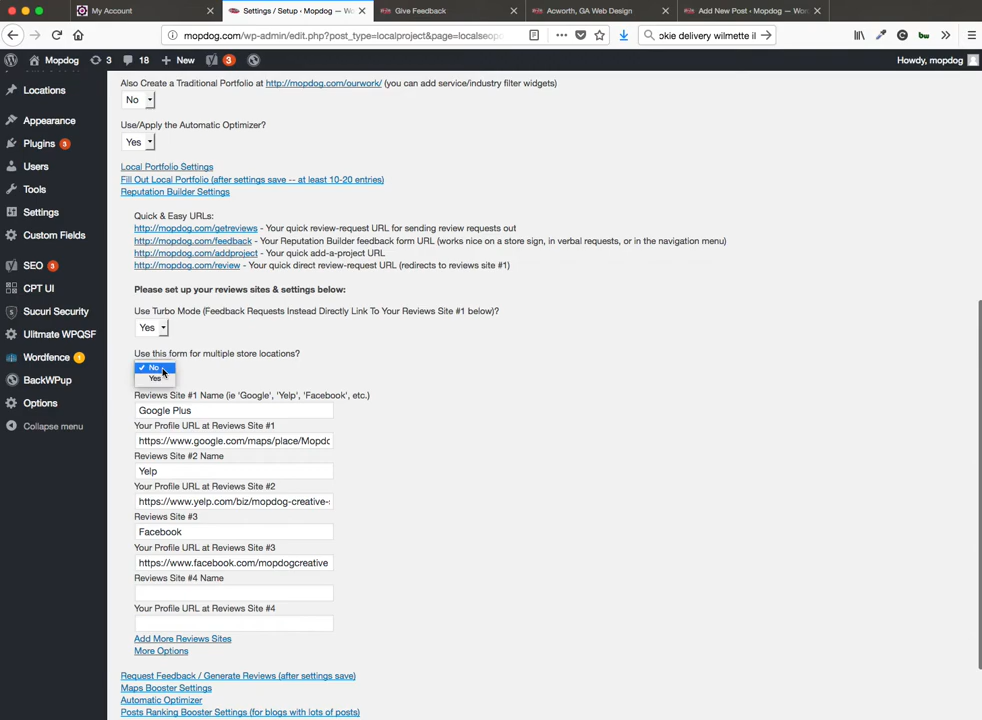 My Account
Settings / Setup ‹ Mopdog — Wo
Give Feedback
Acworth, GA Web Design
Add New Post ‹ Mopdog — Wor
mopdog.com/wp-admin/edit.php?post_type=localproject&page=localseop
okie delivery wilmette il
Mopdog
3
18
New
3
Howdy, mopdog
Locations
Appearance
Plugins 3
Users
Tools
Settings
Custom Fields
SEO 3
CPT UI
Sucuri Security
Ulitmate WPQSF
Wordfence 1
BackWPup
Options
Collapse menu
Also Create a Traditional Portfolio at http://mopdog.com/ourwork/ (you can add service/industry filter widgets)
No
Use/Apply the Automatic Optimizer?
Yes
Local Portfolio Settings
Fill Out Local Portfolio (after settings save -- at least 10-20 entries)
Reputation Builder Settings
Quick & Easy URLs:
http://mopdog.com/getreviews - Your quick review-request URL for sending review requests out
http://mopdog.com/feedback - Your Reputation Builder feedback form URL (works nice on a store sign, in verbal requests, or in the navigation menu)
http://mopdog.com/addproject - Your quick add-a-project URL
http://mopdog.com/review - Your quick direct review-request URL (redirects to reviews site #1)
Please set up your reviews sites & settings below:
Use Turbo Mode (Feedback Requests Instead Directly Link To Your Reviews Site #1 below)?
Yes
Use this form for multiple store locations?
No
Yes
Reviews Site #1 Name (ie 'Google', 'Yelp', 'Facebook', etc.)
Google Plus
Your Profile URL at Reviews Site #1
https://www.google.com/maps/place/Mopdo
Reviews Site #2 Name
Yelp
Your Profile URL at Reviews Site #2
https://www.yelp.com/biz/mopdog-creative-
Reviews Site #3
Facebook
Your Profile URL at Reviews Site #3
https://www.facebook.com/mopdogcreative
Reviews Site #4 Name
Your Profile URL at Reviews Site #4
Add More Reviews Sites
More Options
Request Feedback / Generate Reviews (after settings save)
Maps Booster Settings
Automatic Optimizer
Posts Ranking Booster Settings (for blogs with lots of posts)